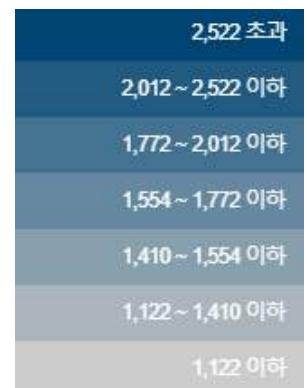 2,522 초과
2,012 ~ 2,522 이하
1,772 ~ 2,012 이하
1,554 ~ 1,772 이하
1,410 ~ 1,554 이하
1,122 ~ 1,410 이하
1,122 이하